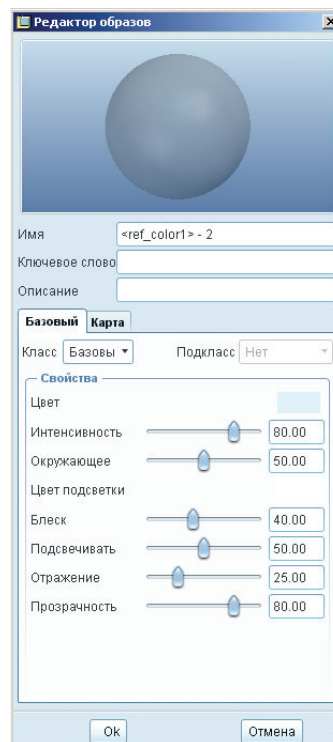 Редактор образов
Имя <ref_color1> - 2
Ключевое слово
Описание
Базовый Карта
Класс Базовы Подкласс Нет
Свойства
Цвет
Интенсивность 80.00
Окружающее 50.00
Цвет подсветки
Блеск 40.00
Подсвечивать 50.00
Отражение 25.00
Прозрачность 80.00
Ok Отмена